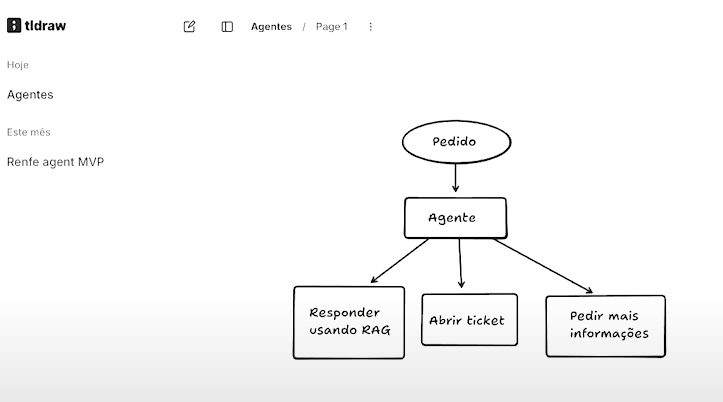 tldraw
Agentes / Page 1
Hoje
Agentes
Este mês
Renfe agent MVP
Pedido
Agente
Responder
usando RAG
Abrir ticket
Pedir mais
informações